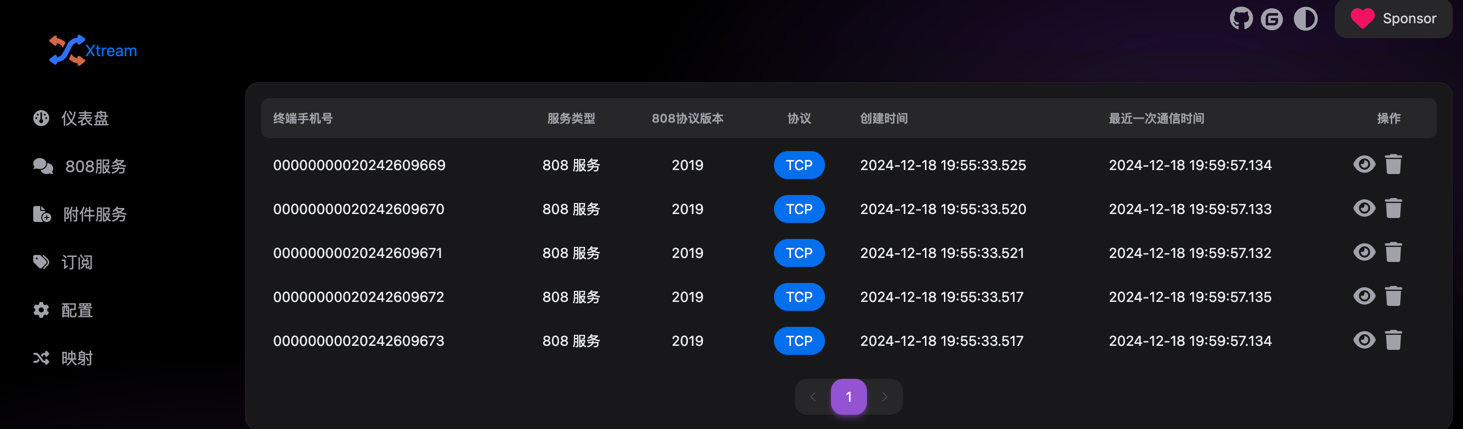 Sponsor
Xtream
仪表盘
808服务
附件服务
订阅
配置
映射
终端手机号 服务类型 808协议版本 协议 创建时间 最近一次通信时间 操作
00000000020242609669 808 服务 2019 TCP 2024-12-18 19:55:33.525 2024-12-18 19:59:57.134
00000000020242609670 808 服务 2019 TCP 2024-12-18 19:55:33.520 2024-12-18 19:59:57.133
00000000020242609671 808 服务 2019 TCP 2024-12-18 19:55:33.521 2024-12-18 19:59:57.132
00000000020242609672 808 服务 2019 TCP 2024-12-18 19:55:33.517 2024-12-18 19:59:57.135
00000000020242609673 808 服务 2019 TCP 2024-12-18 19:55:33.517 2024-12-18 19:59:57.134
1